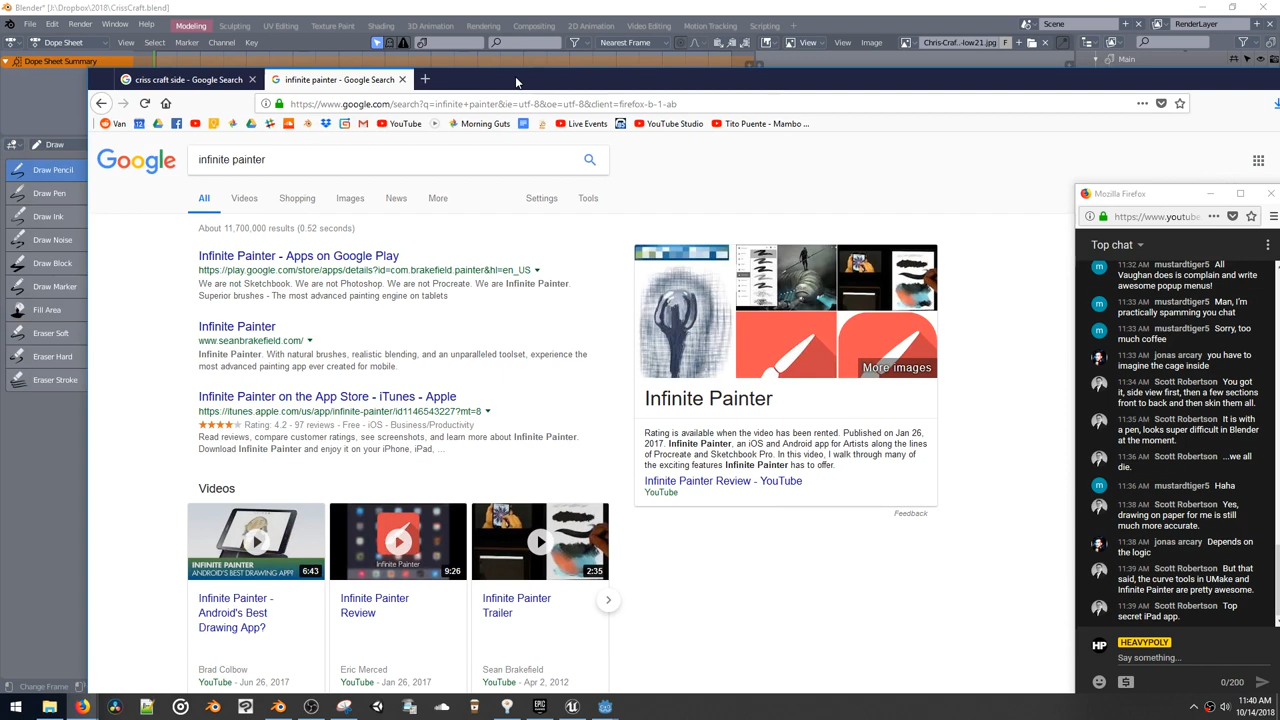 Blender* [J:\Dropbox\2018\CrissCraft.blend]
File Edit Render Window Help Modeling Sculpting UV Editing Texture Paint Shading 3D Animation Rendering Compositing 2D Animation Video Editing Motion Tracking Scripting Scene RenderLayer
Dope Sheet View Select Marker Channel Key Nearest Frame View Image Chris-Craf...-low21.jpg F
Dope Sheet Summary Main
criss craft side - Google Search infinite painter - Google Search
https://www.google.com/search?q=infinite+painter&ie=utf-8&oe=utf-8&client=firefox-b-1-ab
Van 12 YouTube Morning Guts Live Events YouTube Studio Tito Puente - Mambo ...
Draw
Draw Pencil
Draw Pen
Draw Ink
Draw Noise
Draw Block
Draw Marker
Fill Area
Eraser Soft
Eraser Hard
Eraser Stroke
Change Frame
Google infinite painter
All Videos Shopping Images News More Settings Tools
About 11,700,000 results (0.52 seconds)
Infinite Painter - Apps on Google Play
https://play.google.com/store/apps/details?id=com.brakefield.painter&hl=en_US
We are not Sketchbook. We are not Photoshop. We are not Procreate. We are Infinite Painter.
Superior brushes - The most advanced painting engine on tablets
Infinite Painter
www.seanbrakefield.com/
Infinite Painter. With natural brushes, realistic blending, and an unparalleled toolset, experience the
most advanced painting app ever created for mobile.
Infinite Painter on the App Store - iTunes - Apple
https://itunes.apple.com/us/app/infinite-painter/id1146543227?mt=8
Rating: 4.2 - 97 reviews - Free - iOS - Business/Productivity
Read reviews, compare customer ratings, see screenshots, and learn more about Infinite Painter.
Download Infinite Painter and enjoy it on your iPhone, iPad, ...
Videos
INFINITE PAINTER
ANDROID'S BEST DRAWING APP! 6:43
Infinite Painter 9:26
2:35
Infinite Painter -
Android's Best
Drawing App?
Brad Colbow
YouTube - Jun 26, 2017
Infinite Painter
Review
Eric Merced
YouTube - Jan 26, 2017
Infinite Painter
Trailer
Sean Brakefield
YouTube - Apr 2, 2012
More images
Infinite Painter
Rating is available when the video has been rented. Published on Jan 26,
2017. Infinite Painter, an iOS and Android app for Artists along the lines
of Procreate and Sketchbook Pro. In this video, I walk through many of
the exciting features Infinite Painter has to offer.
Infinite Painter Review - YouTube
YouTube
Feedback
Mozilla Firefox
https://www.youtube
Top chat
11:32 AM mustardtiger5 All
Vaughan does is complain and write
awesome popup menus!
11:33 AM mustardtiger5 Man, I'm
practically spamming you chat
11:33 AM mustardtiger5 Sorry, too
much coffee
11:33 AM jonas arcary you have to
imagine the cage inside
11:34 AM Scott Robertson You got
it, side view first, then a few sections
front to back and then skin them all.
11:35 AM Scott Robertson It is with
a pen, looks super difficult in Blender
at the moment.
11:36 AM Scott Robertson ...we all
die.
11:36 AM mustardtiger5 Haha
11:38 AM Scott Robertson Yes,
drawing on paper for me is still
much more accurate.
11:38 AM jonas arcary Depends on
the logic
11:39 AM Scott Robertson But that
said, the curve tools in UMake and
Infinite Painter are pretty awesome.
11:39 AM Scott Robertson Top
secret iPad app.
HP HEAVYPOLY
Say something...
0/200
EPIC GAMES
11:40 AM
10/14/2018